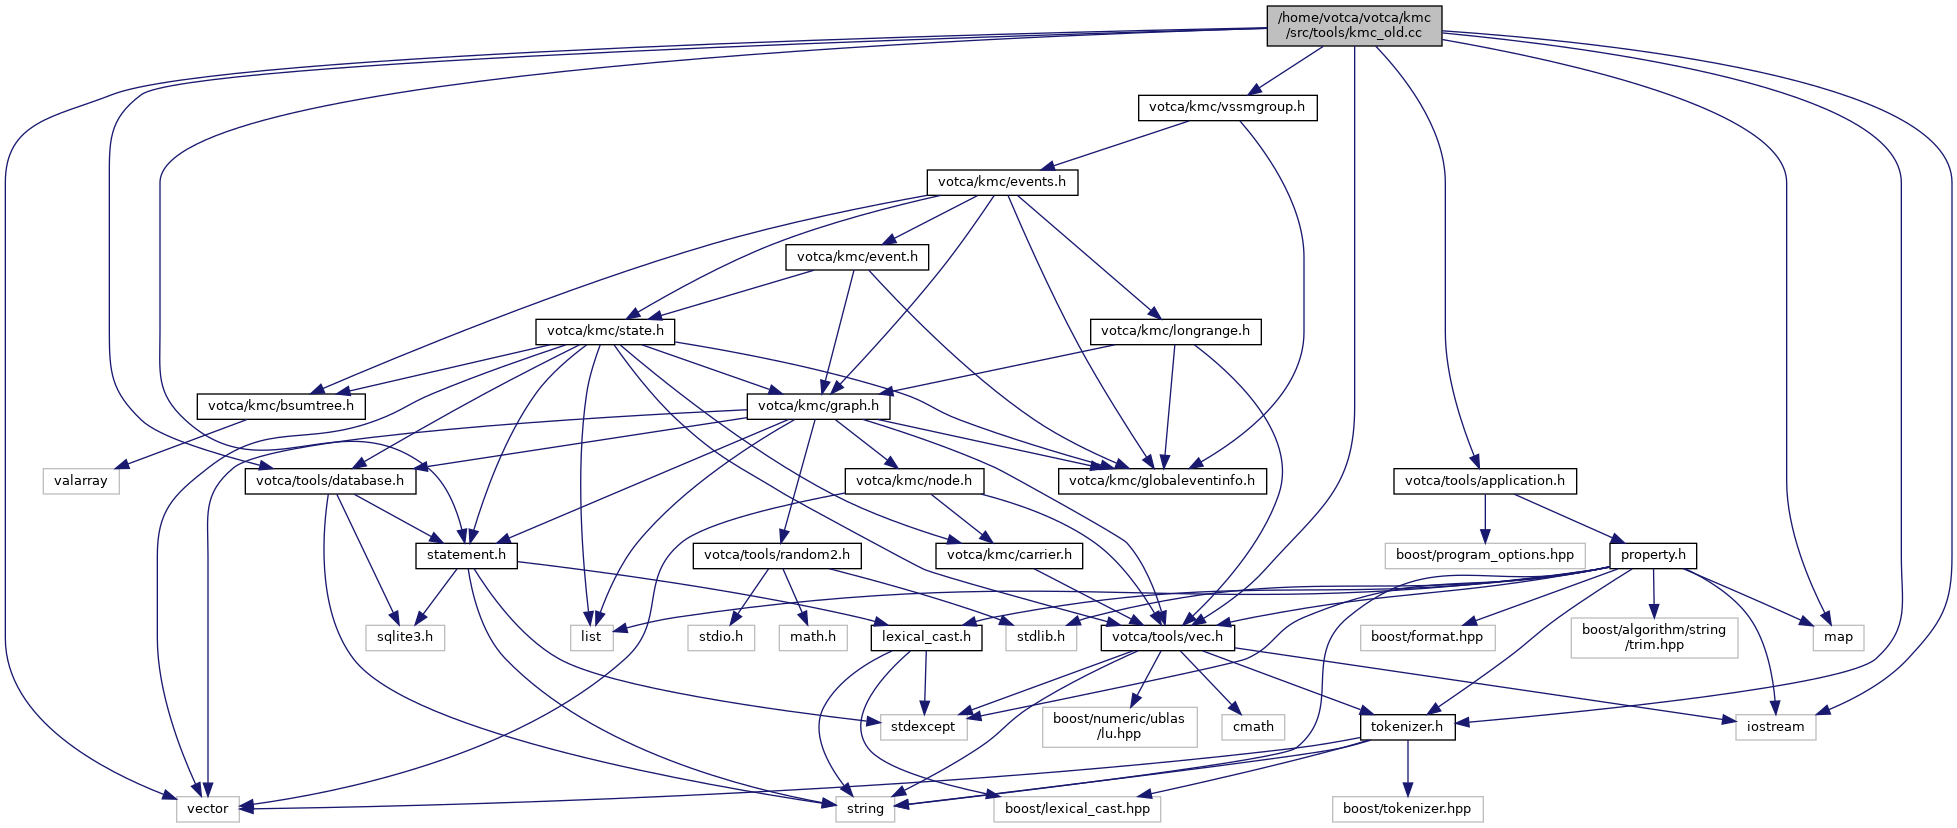 /home/votca/votca/kmc
/src/tools/kmc_old.cc
votca/kmc/vssmgroup.h
votca/kmc/events.h
votca/kmc/event.h
votca/kmc/state.h
votca/kmc/longrange.h
votca/kmc/bsumtree.h
votca/kmc/graph.h
valarray
votca/tools/database.h
votca/kmc/node.h
votca/kmc/globaleventinfo.h
votca/tools/application.h
statement.h
votca/tools/random2.h
votca/kmc/carrier.h
boost/program_options.hpp
property.h
sqlite3.h
list
stdio.h
math.h
lexical_cast.h
stdlib.h
votca/tools/vec.h
boost/format.hpp
boost/algorithm/string
/trim.hpp
map
stdexcept
boost/numeric/ublas
/lu.hpp
cmath
tokenizer.h
iostream
vector
string
boost/lexical_cast.hpp
boost/tokenizer.hpp